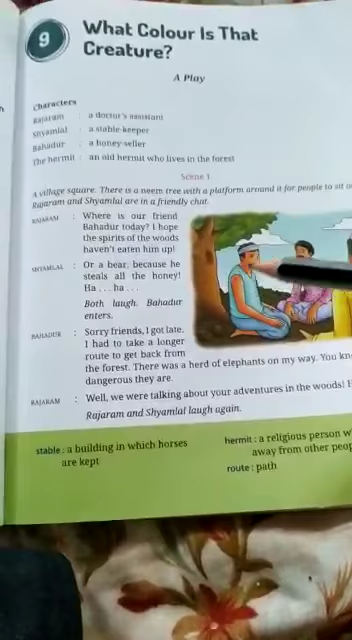 9
What Colour Is That
Creature?
A Play
Characters
Rajaram : a doctor's assistant
Shyamlal : a stable-keeper
Bahadur : a honey-seller
The hermit : an old hermit who lives in the forest
Scene 1
A village square. There is a neem tree with a platform around it for people to sit
Rajaram and Shyamlal are in a friendly chat.
RAJARAM : Where is our friend
Bahadur today? I hope
the spirits of the woods
haven't eaten him up!
SHYAMLAL : Or a bear, because he
steals all the honey!
Ha . . . ha . . .
Both laugh. Bahadur
enters.
BAHADUR : Sorry friends, I got late.
I had to take a longer
route to get back from
the forest. There was a herd of elephants on my way. You kn
dangerous they are.
RAJARAM : Well, we were talking about your adventures in the woods!
Rajaram and Shyamlal laugh again.
stable : a building in which horses
are kept
hermit : a religious person w
away from other peop
route : path